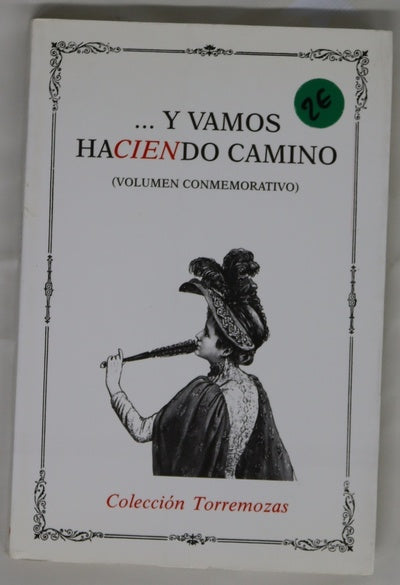 2€
... Y VAMOS
HACIENDO CAMINO
(VOLUMEN CONMEMORATIVO)
Colección Torremozas